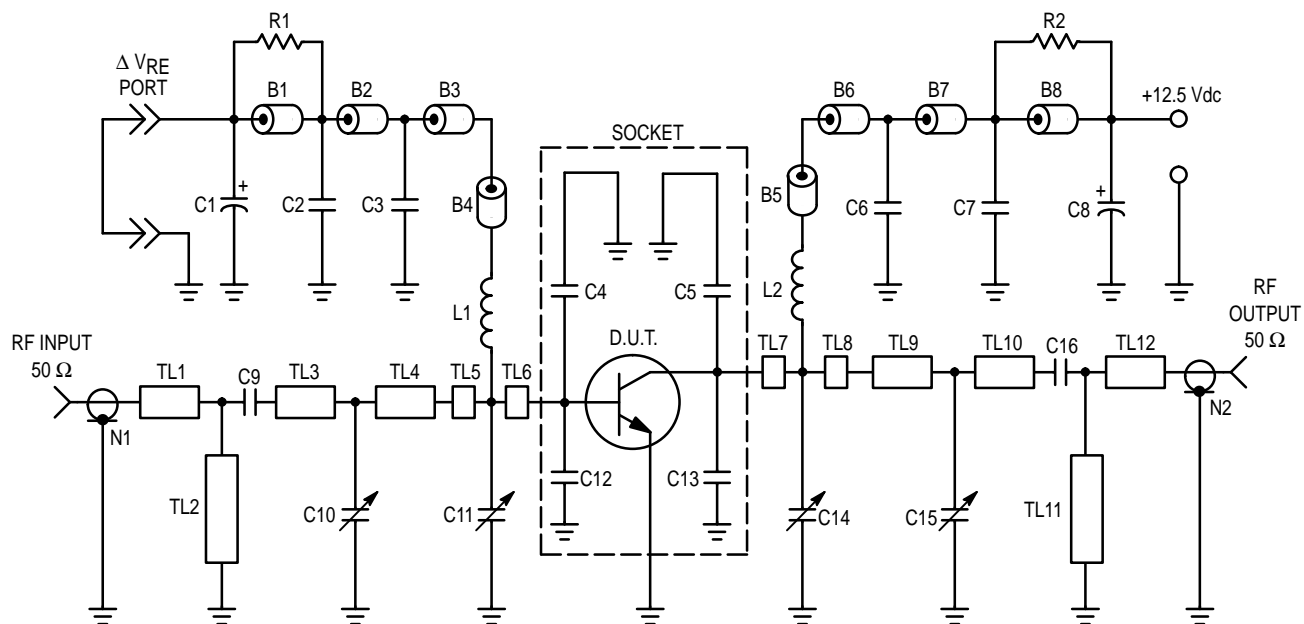 R1
R2
Δ VRE
PORT
B1
B2
B3
B6
B7
B8
+12.5 Vdc
SOCKET
C1
+
C2
C3
B4
B5
C6
C7
C8
+
L1
C4
C5
L2
RF INPUT
50 Ω
D.U.T.
RF
OUTPUT
50 Ω
TL1
C9
TL3
TL4
TL5
TL6
TL7
TL8
TL9
TL10
C16
TL12
N1
N2
TL2
C10
C11
C12
C13
C14
C15
TL11